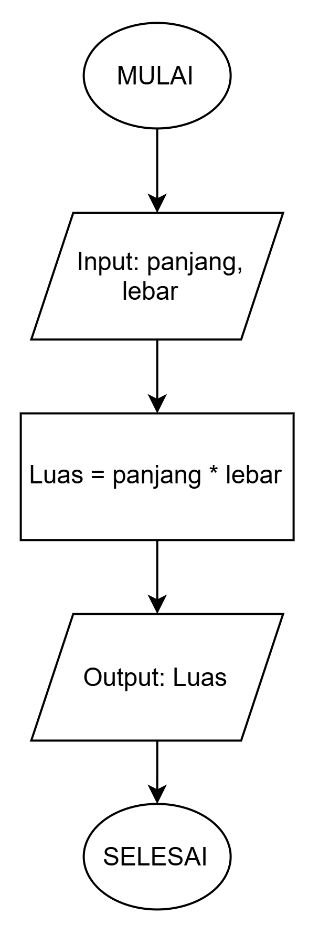 MULAI
Input: panjang,
lebar
Luas = panjang * lebar
Output: Luas
SELESAI